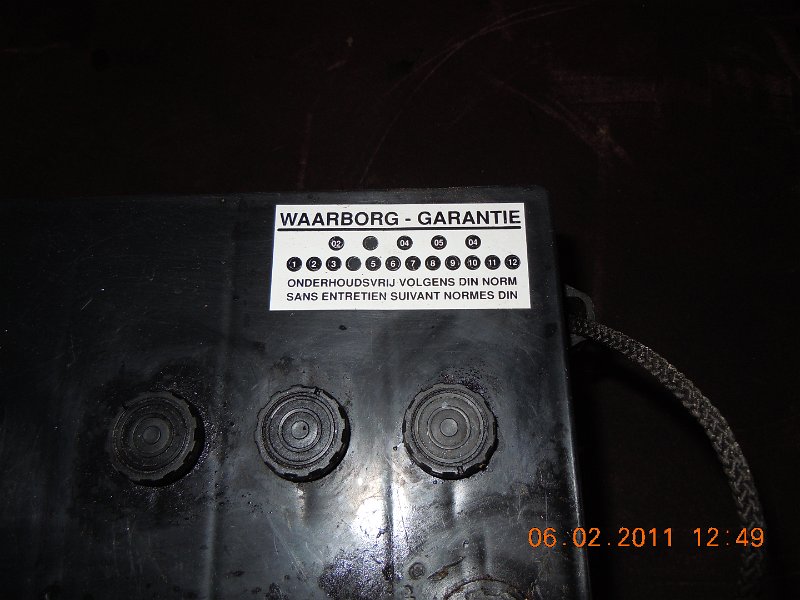 WAARBORG - GARANTIE
02 04 05 04
1 2 3 5 6 7 8 9 10 11 12
ONDERHOUDSVRIJ VOLGENS DIN NORM
SANS ENTRETIEN SUIVANT NORMES DIN
06.02.2011 12:49